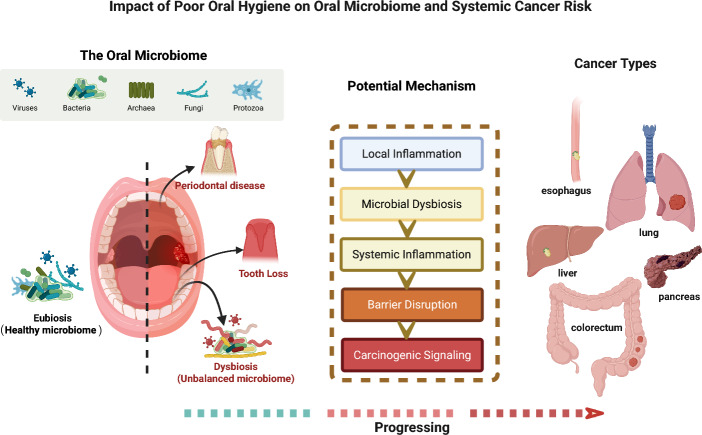 Impact of Poor Oral Hygiene on Oral Microbiome and Systemic Cancer Risk
The Oral Microbiome
Viruses
Bacteria
Archaea
Fungi
Protozoa
Periodontal disease
Tooth Loss
Eubiosis
(Healthy microbiome)
Dysbiosis
(Unbalanced microbiome)
Potential Mechanism
Local Inflammation
Microbial Dysbiosis
Systemic Inflammation
Barrier Disruption
Carcinogenic Signaling
Cancer Types
esophagus
lung
liver
pancreas
colorectum
Progressing